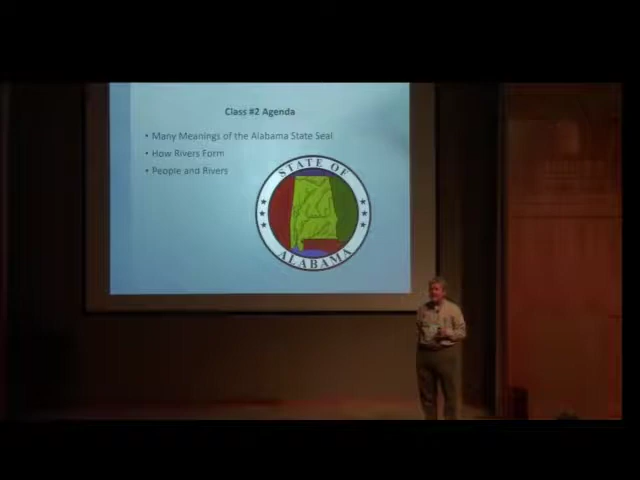 Class #2 Agenda
• Many Meanings of the Alabama State Seal
• How Rivers Form
• People and Rivers
STATE OF
ALABAMA